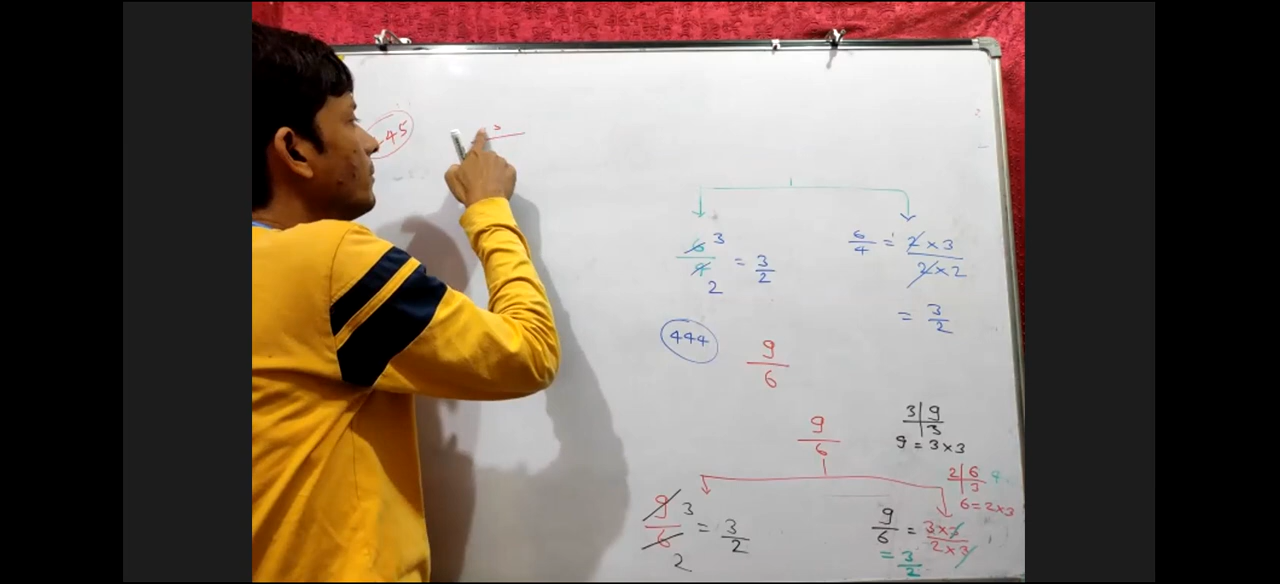 45
6/4 3 2 = 3/2
6/4 = 2×3/2×2
= 3/2
444
9/6
9/6
3|9
3
9 = 3×3
2|6
3
6=2×3
9/6 3 2 = 3/2
9/6 = 3×3/2×3
= 3/2